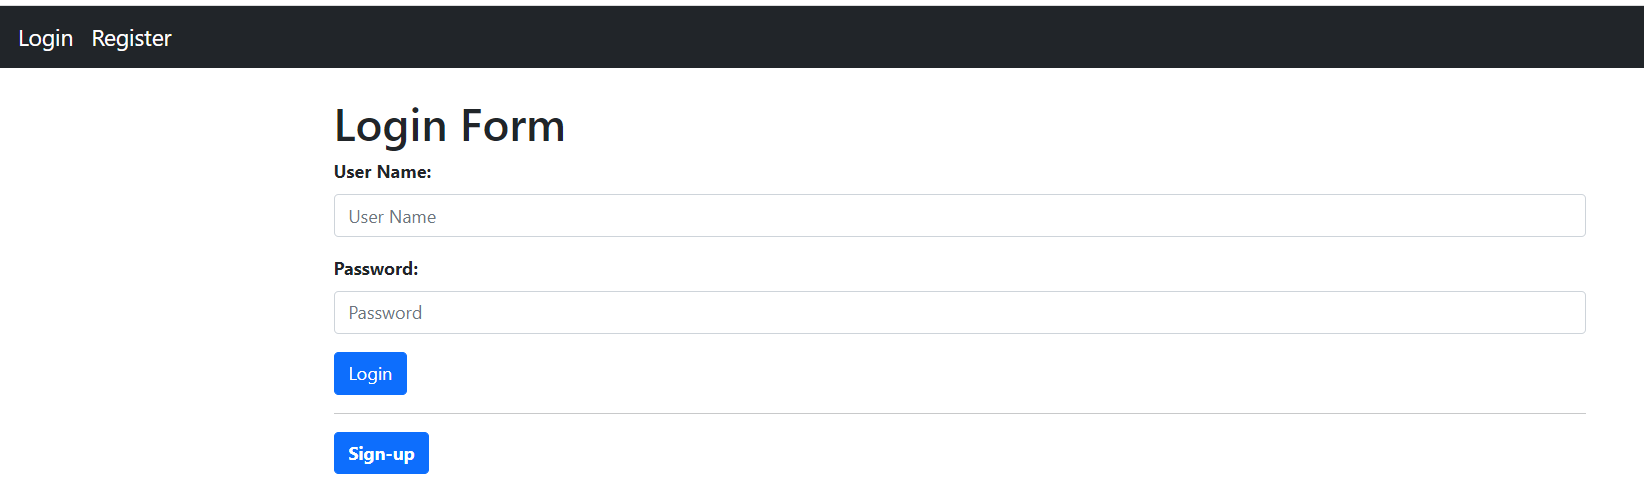 Login Register
Login Form
User Name:
User Name
Password:
Password
Login
Sign-up